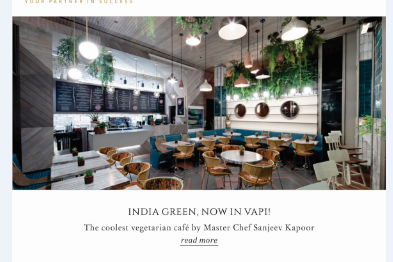 YOUR PARTNER IN SUCCESS
INDIA GREEN, NOW IN VAPI!
The coolest vegetarian café by Master Chef Sanjeev Kapoor
read more